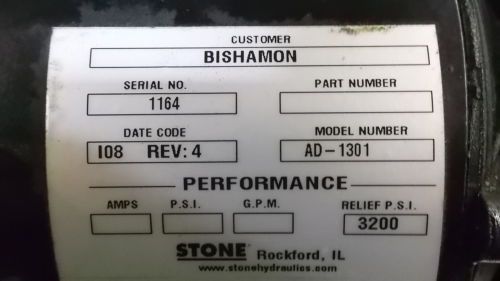 CUSTOMER
BISHAMON
SERIAL NO. PART NUMBER
1164
DATE CODE MODEL NUMBER
I08 REV: 4 AD-1301
PERFORMANCE
AMPS P.S.I. G.P.M. RELIEF P.S.I.
3200
STONE® Rockford, IL
www.stonehydraulics.com